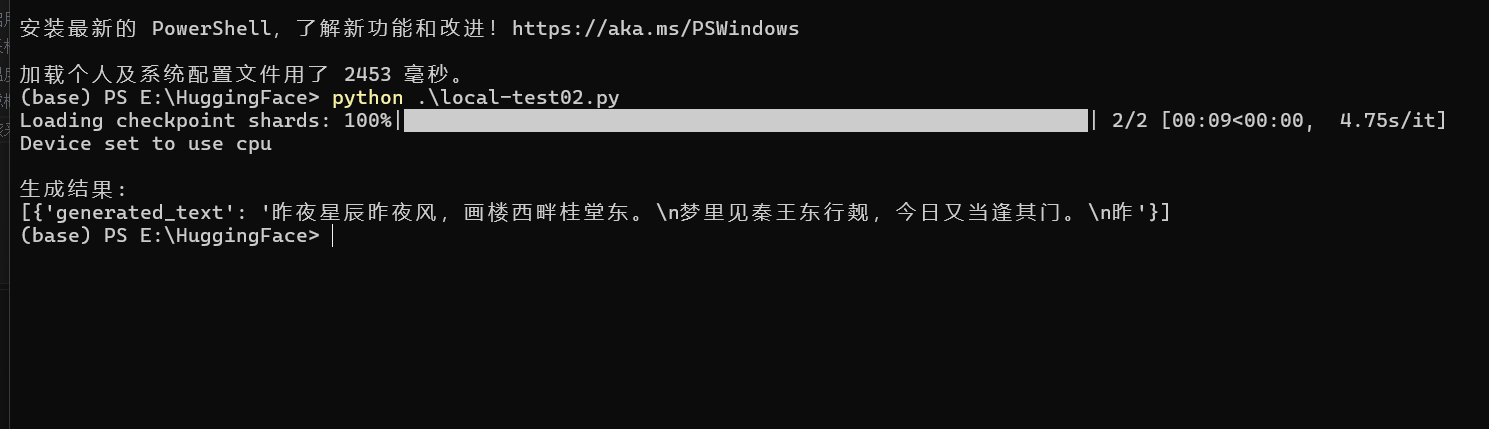 安装最新的 PowerShell，了解新功能和改进！https://aka.ms/PSWindows
加载个人及系统配置文件用了 2453 毫秒。
(base) PS E:\HuggingFace> python .\local-test02.py
Loading checkpoint shards: 100%|██████████| 2/2 [00:09<00:00,  4.75s/it]
Device set to use cpu
生成结果：
[{'generated_text': '昨夜星辰昨夜风，画楼西畔桂堂东。\n梦里见秦王东行觌，今日又当逢其门。\n昨'}]
(base) PS E:\HuggingFace>